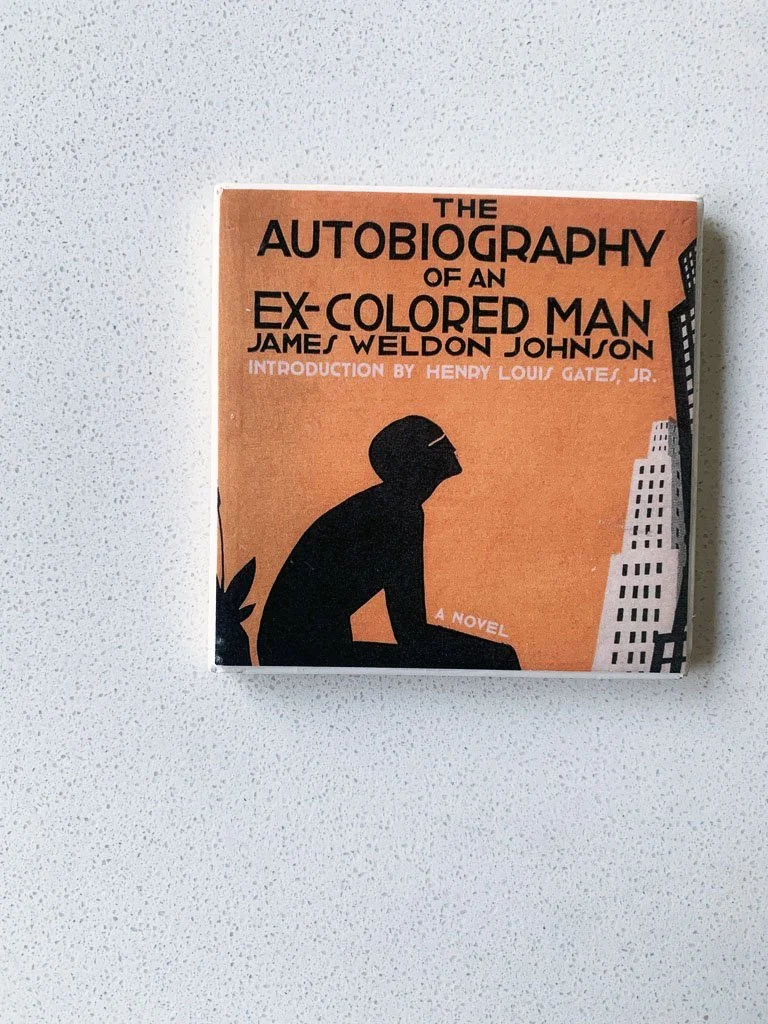 THE
AUTOBIOGRAPHY
OF AN
EX-COLORED MAN
JAMES WELDON JOHNSON
INTRODUCTION BY HENRY LOUIS GATES, JR.
A NOVEL